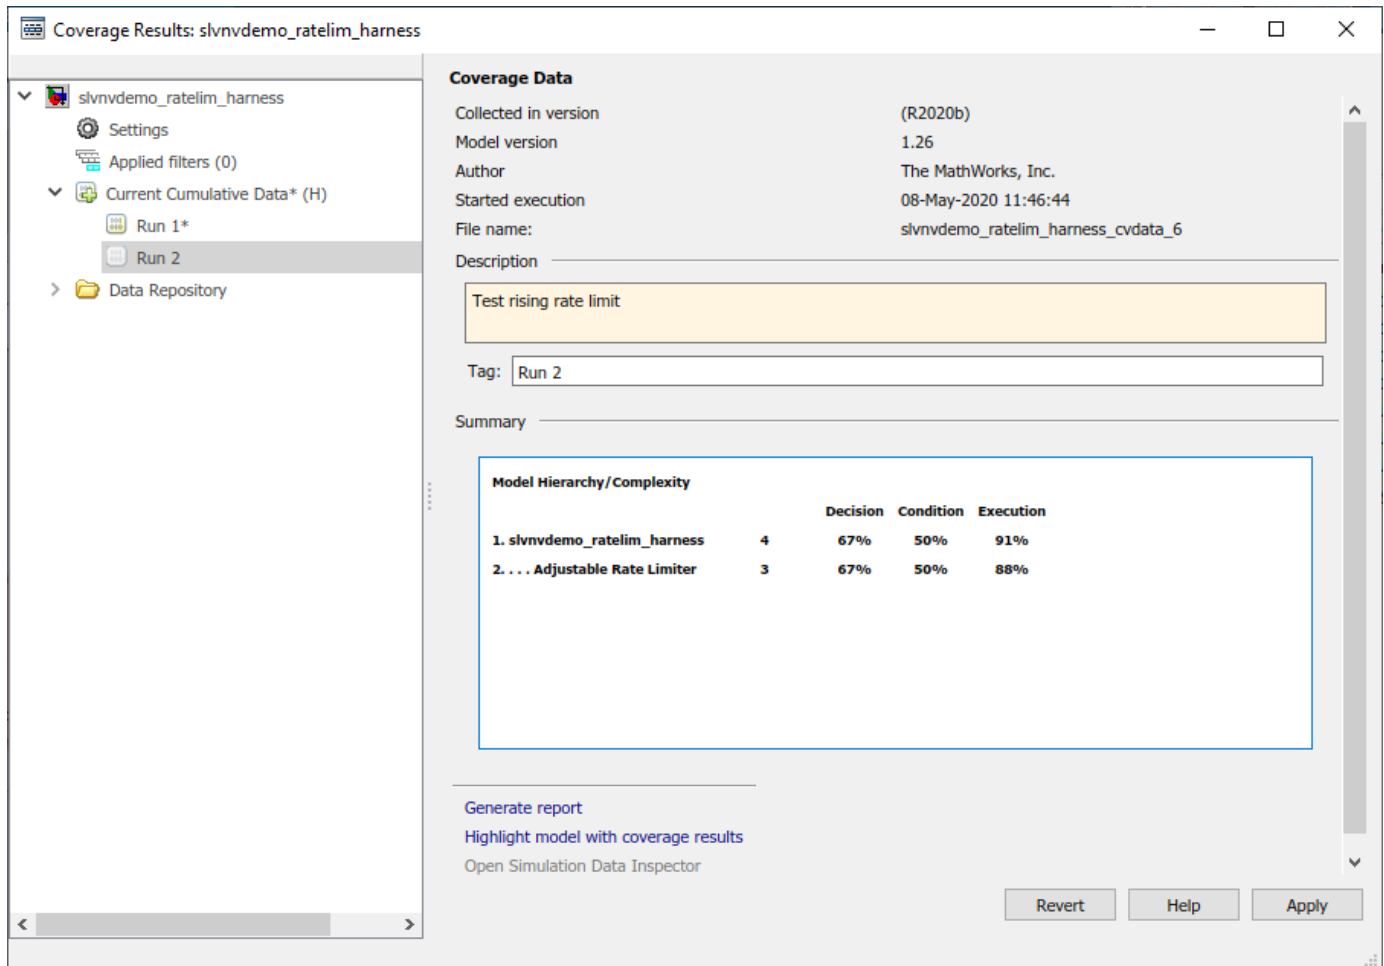 Coverage Results: slvnvdemo_ratelim_harness
slvnvdemo_ratelim_harness
Settings
Applied filters (0)
Current Cumulative Data* (H)
Run 1*
Run 2
Data Repository
Coverage Data
Collected in version (R2020b)
Model version 1.26
Author The MathWorks, Inc.
Started execution 08-May-2020 11:46:44
File name: slvnvdemo_ratelim_harness_cvdata_6
Description
Test rising rate limit
Tag: Run 2
Summary
Model Hierarchy/Complexity
Decision Condition Execution
1. slvnvdemo_ratelim_harness 4 67% 50% 91%
2. . . . Adjustable Rate Limiter 3 67% 50% 88%
Generate report
Highlight model with coverage results
Open Simulation Data Inspector
Revert Help Apply